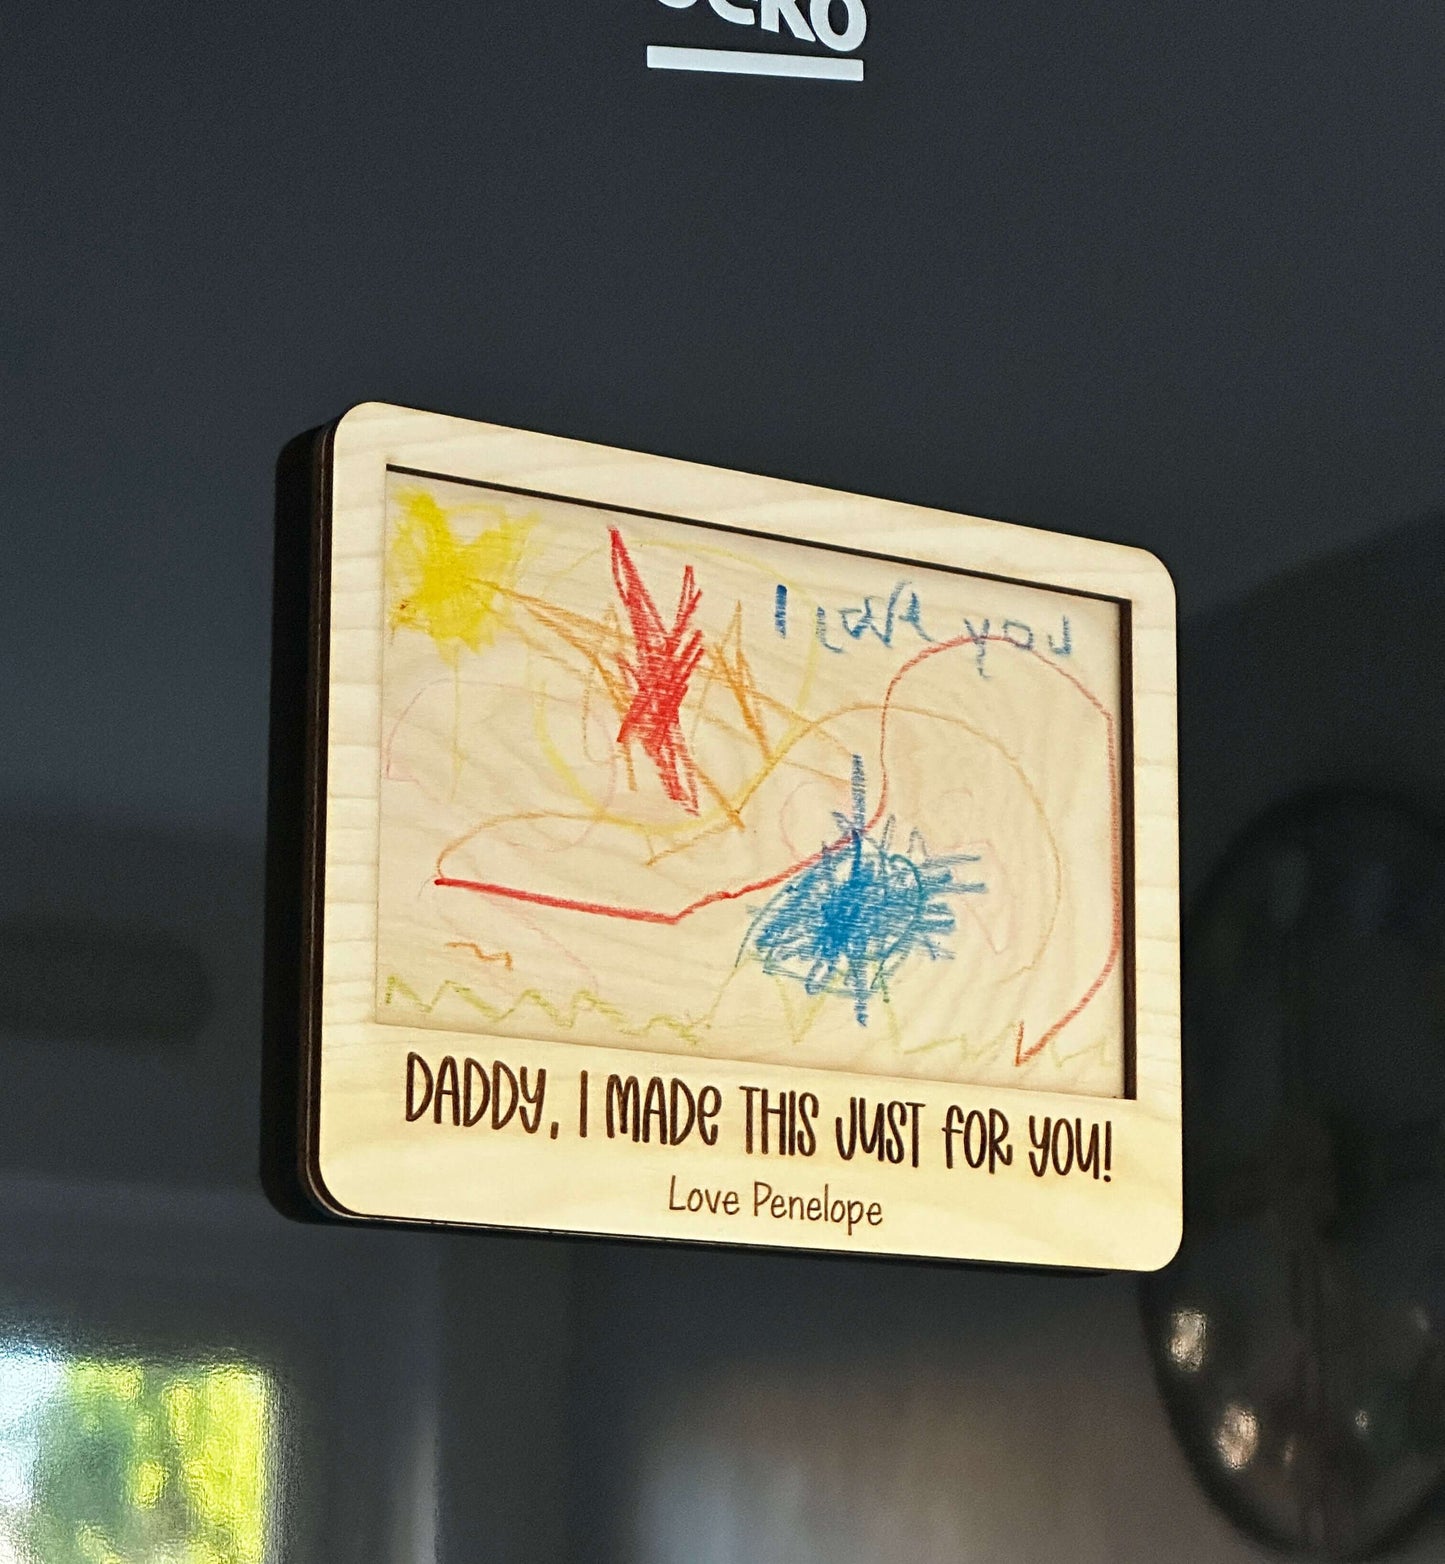 I love you
DADDY, I MADE THIS JUST FOR YOU!
Love Penelope